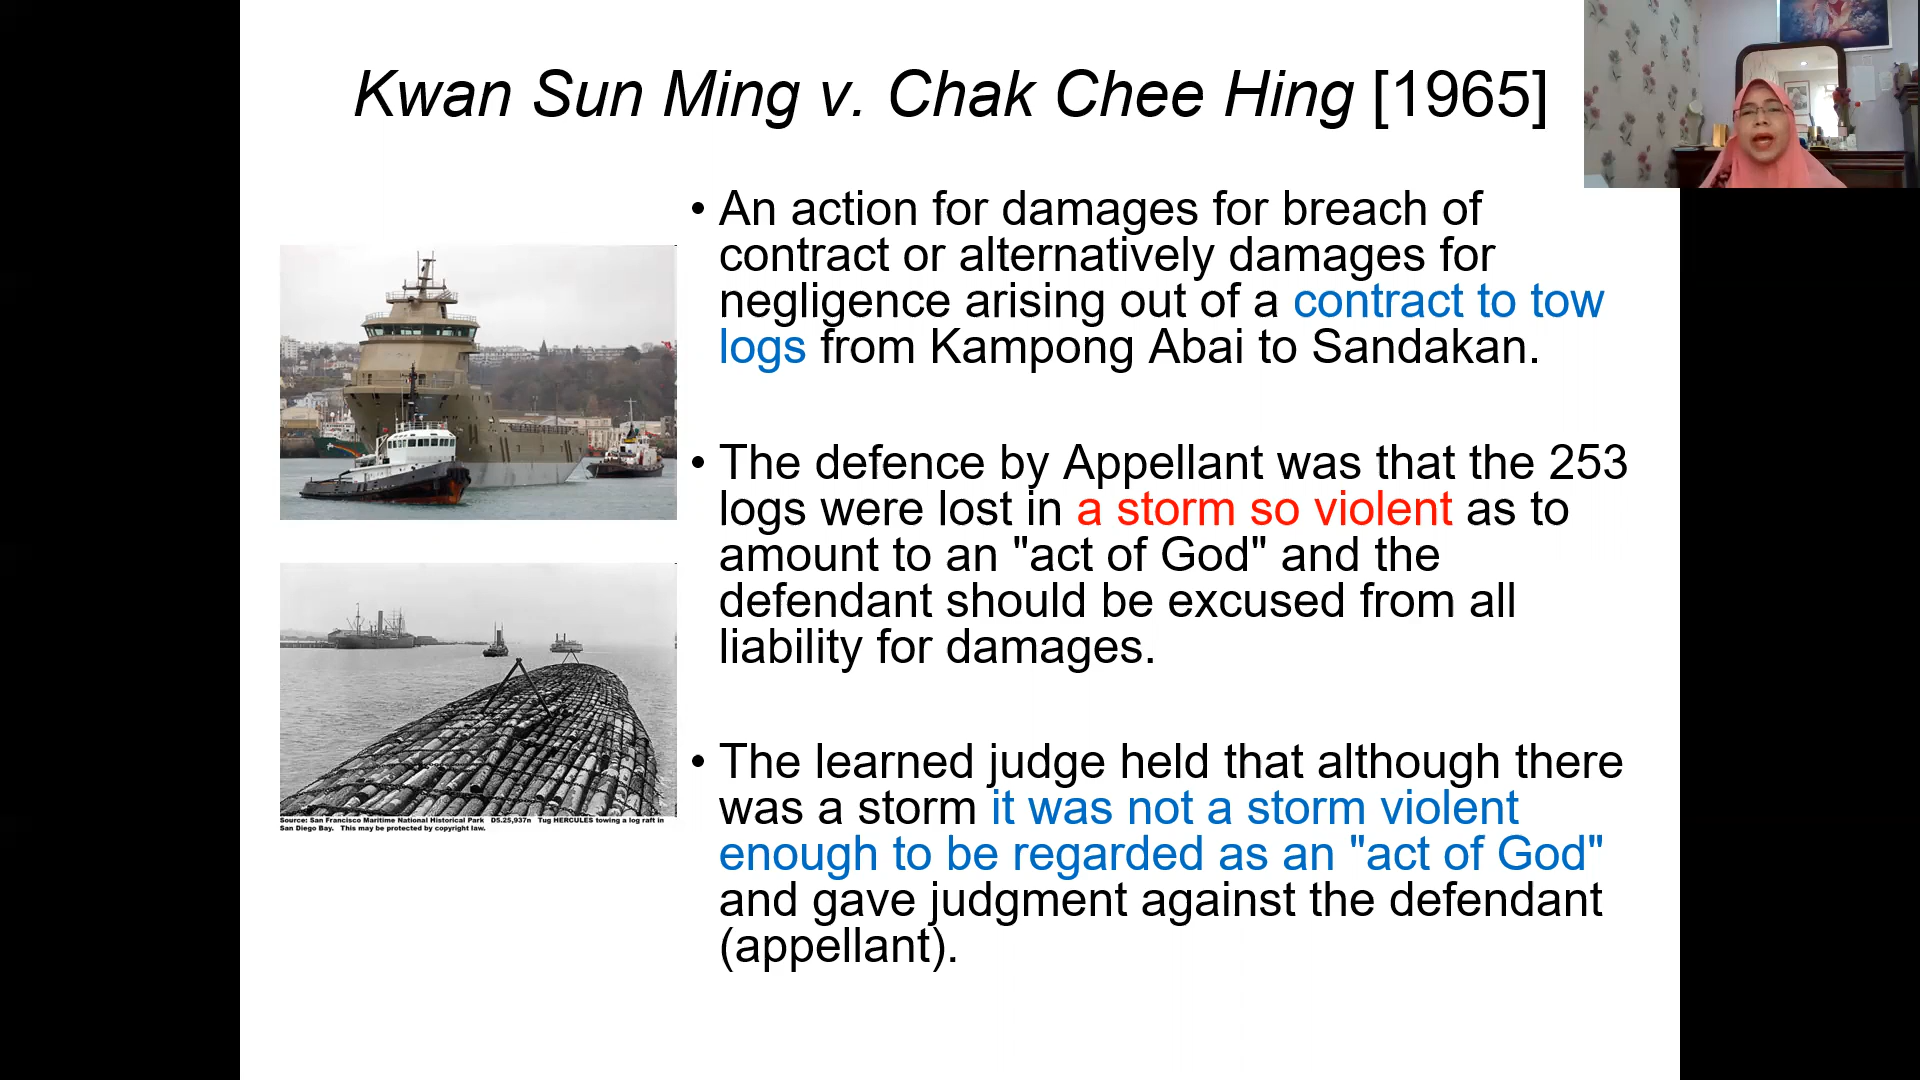 Kwan Sun Ming v. Chak Chee Hing [1965]
• An action for damages for breach of
contract or alternatively damages for
negligence arising out of a contract to tow
logs from Kampong Abai to Sandakan.
• The defence by Appellant was that the 253
logs were lost in a storm so violent as to
amount to an "act of God" and the
defendant should be excused from all
liability for damages.
• The learned judge held that although there
was a storm it was not a storm violent
enough to be regarded as an "act of God"
and gave judgment against the defendant
(appellant).
Source: San Francisco Maritime National Historical Park D5.25,937n Tug HERCULES towing a log raft in
San Diego Bay. This may be protected by copyright law.